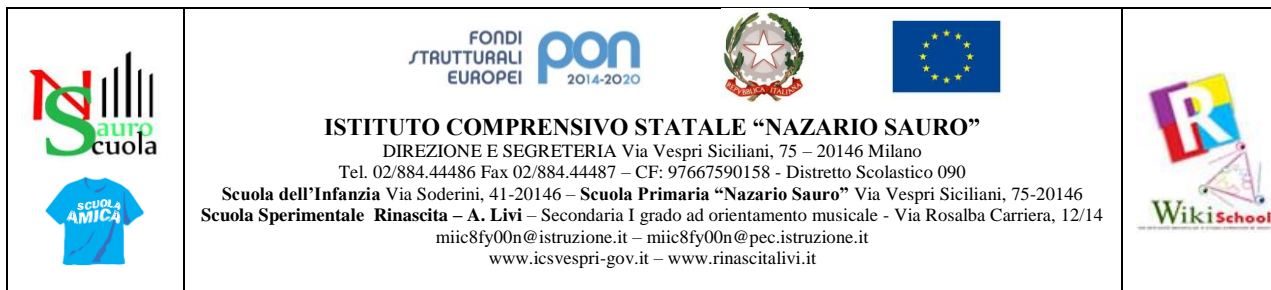 NS auro
cuola
SCUOLA
AMICA
FONDI
STRUTTURALI
EUROPEI
pon
2014-2020
REPVBBLICA ITALIANA
ISTITUTO COMPRENSIVO STATALE “NAZARIO SAURO”
DIREZIONE E SEGRETERIA Via Vespri Siciliani, 75 – 20146 Milano
Tel. 02/884.44486 Fax 02/884.44487 – CF: 97667590158 - Distretto Scolastico 090
Scuola dell’Infanzia Via Soderini, 41-20146 – Scuola Primaria “Nazario Sauro” Via Vespri Siciliani, 75-20146
Scuola Sperimentale Rinascita – A. Livi – Secondaria I grado ad orientamento musicale - Via Rosalba Carriera, 12/14
miic8fy00n@istruzione.it – miic8fy00n@pec.istruzione.it
www.icsvespri-gov.it – www.rinascitalivi.it
R
WikiSchool